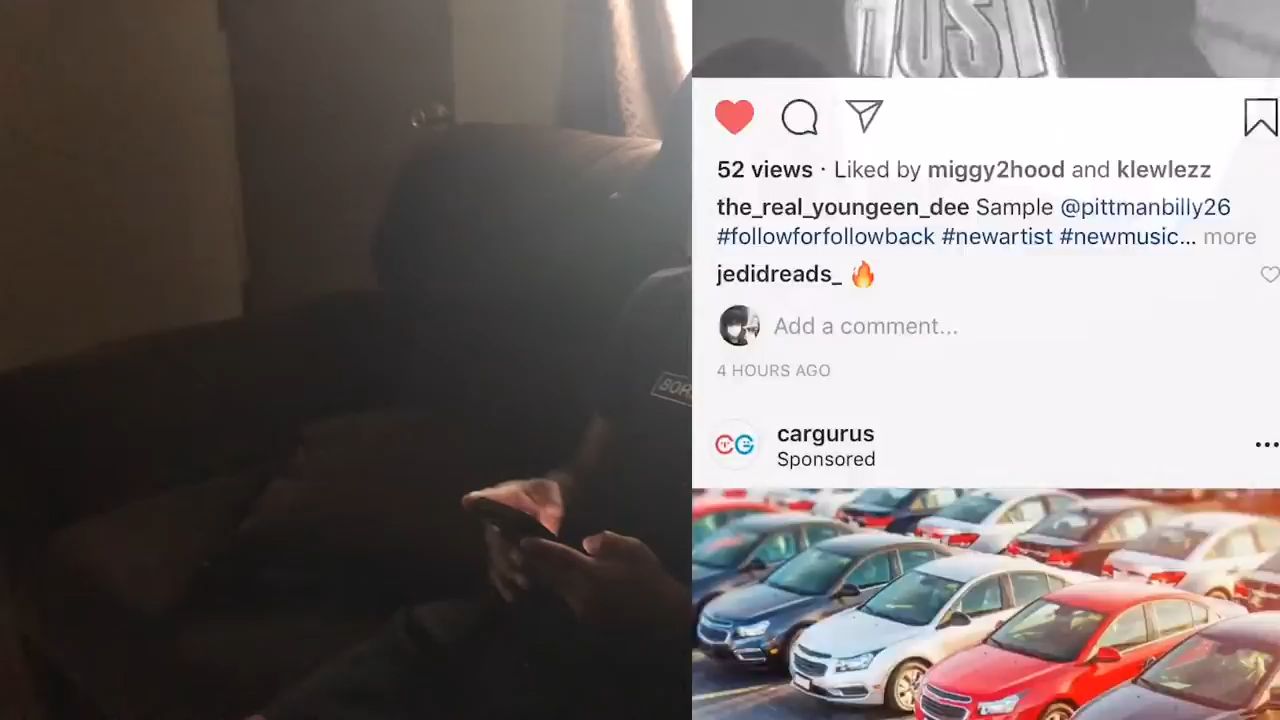 52 views · Liked by miggy2hood and klewlezz
the_real_youngeen_dee Sample @pittmanbilly26
#followforfollowback #newartist #newmusic... more
jedidreads_ 🔥
Add a comment...
4 HOURS AGO
CG
cargurus
Sponsored